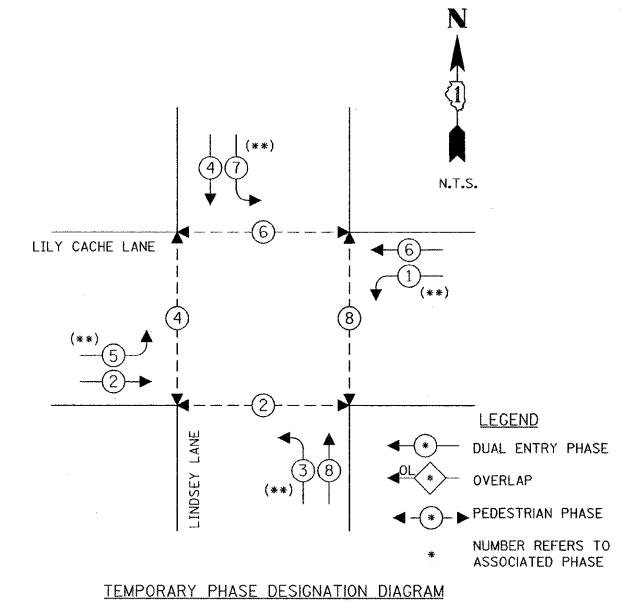 N
1
N.T.S.
4 7 (**)
6
LILY CACHE LANE
6
1
(**)
4
8
(**)
5
2
2
LINDSEY LANE
3 8
(**)
LEGEND
* DUAL ENTRY PHASE
OL * OVERLAP
* PEDESTRIAN PHASE
* NUMBER REFERS TO
ASSOCIATED PHASE
TEMPORARY PHASE DESIGNATION DIAGRAM